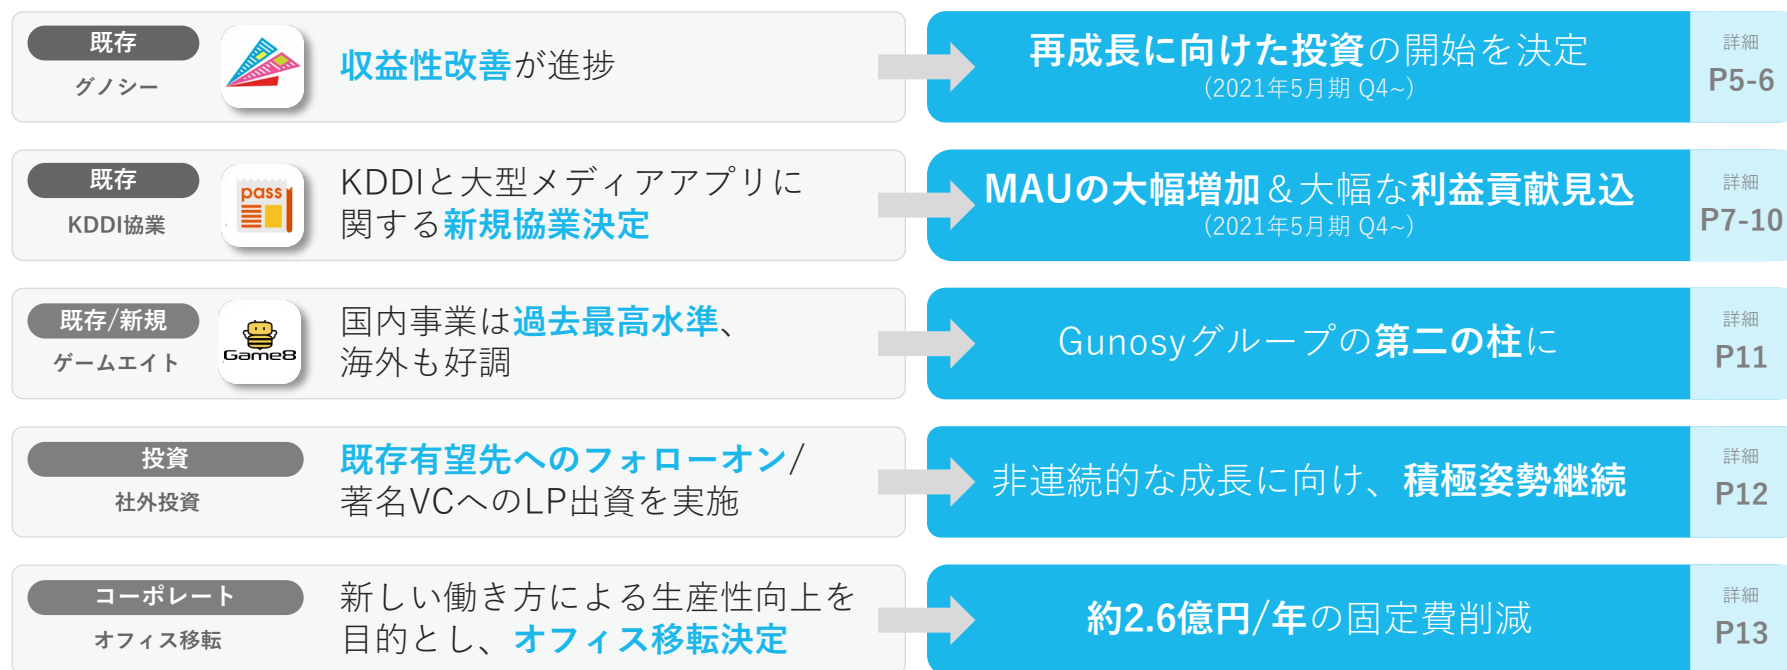 既存
グノシー
収益性改善が進捗
再成長に向けた投資の開始を決定
(2021年5月期 Q4~)
詳細
P5-6
既存
KDDI協業
pass
KDDIと大型メディアアプリに
関する新規協業決定
MAUの大幅増加&大幅な利益貢献見込
(2021年5月期 Q4~)
詳細
P7-10
既存/新規
ゲームエイト
Game8
国内事業は過去最高水準、
海外も好調
Gunosyグループの第二の柱に
詳細
P11
投資
社外投資
既存有望先へのフォローオン/
著名VCへのLP出資を実施
非連続的な成長に向け、積極姿勢継続
詳細
P12
コーポレート
オフィス移転
新しい働き方による生産性向上を
目的とし、オフィス移転決定
約2.6億円/年の固定費削減
詳細
P13